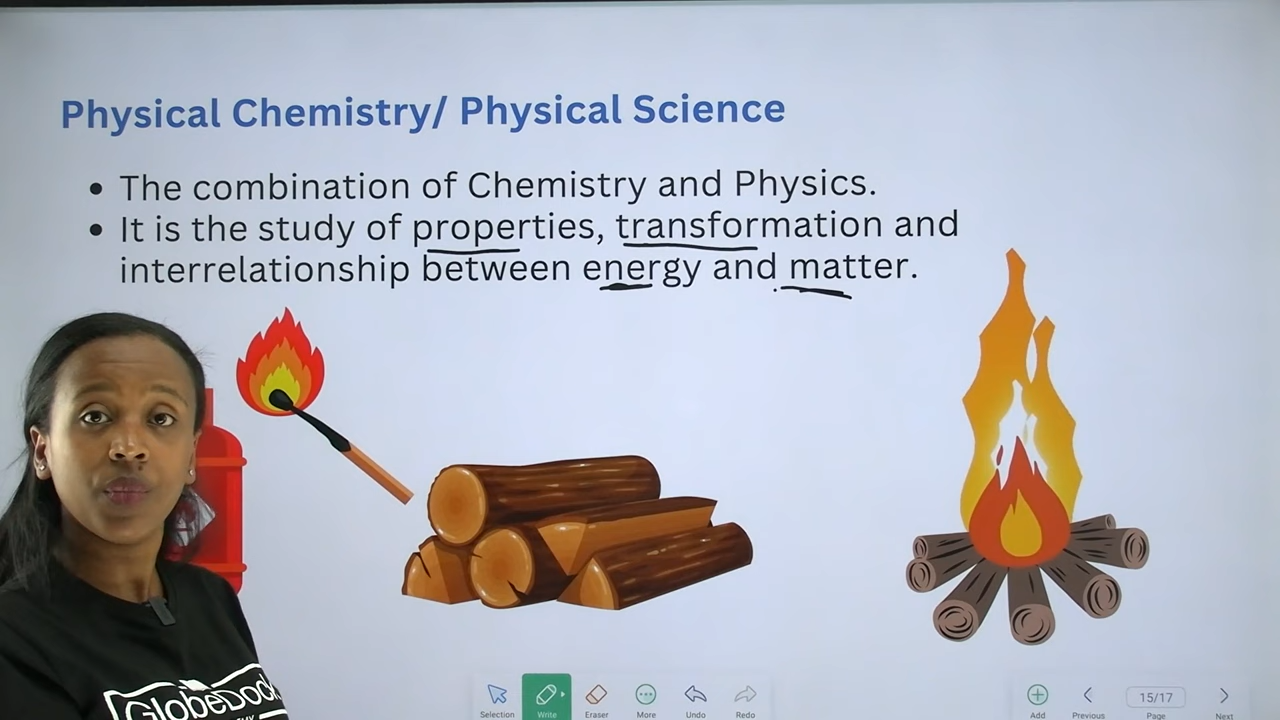 Physical Chemistry/ Physical Science
• The combination of Chemistry and Physics.
• It is the study of properties, transformation and
interrelationship between energy and matter.
GlobeDock
Selection
Write
Eraser
More
Undo
Redo
Add
Previous
15/17
Page
Next